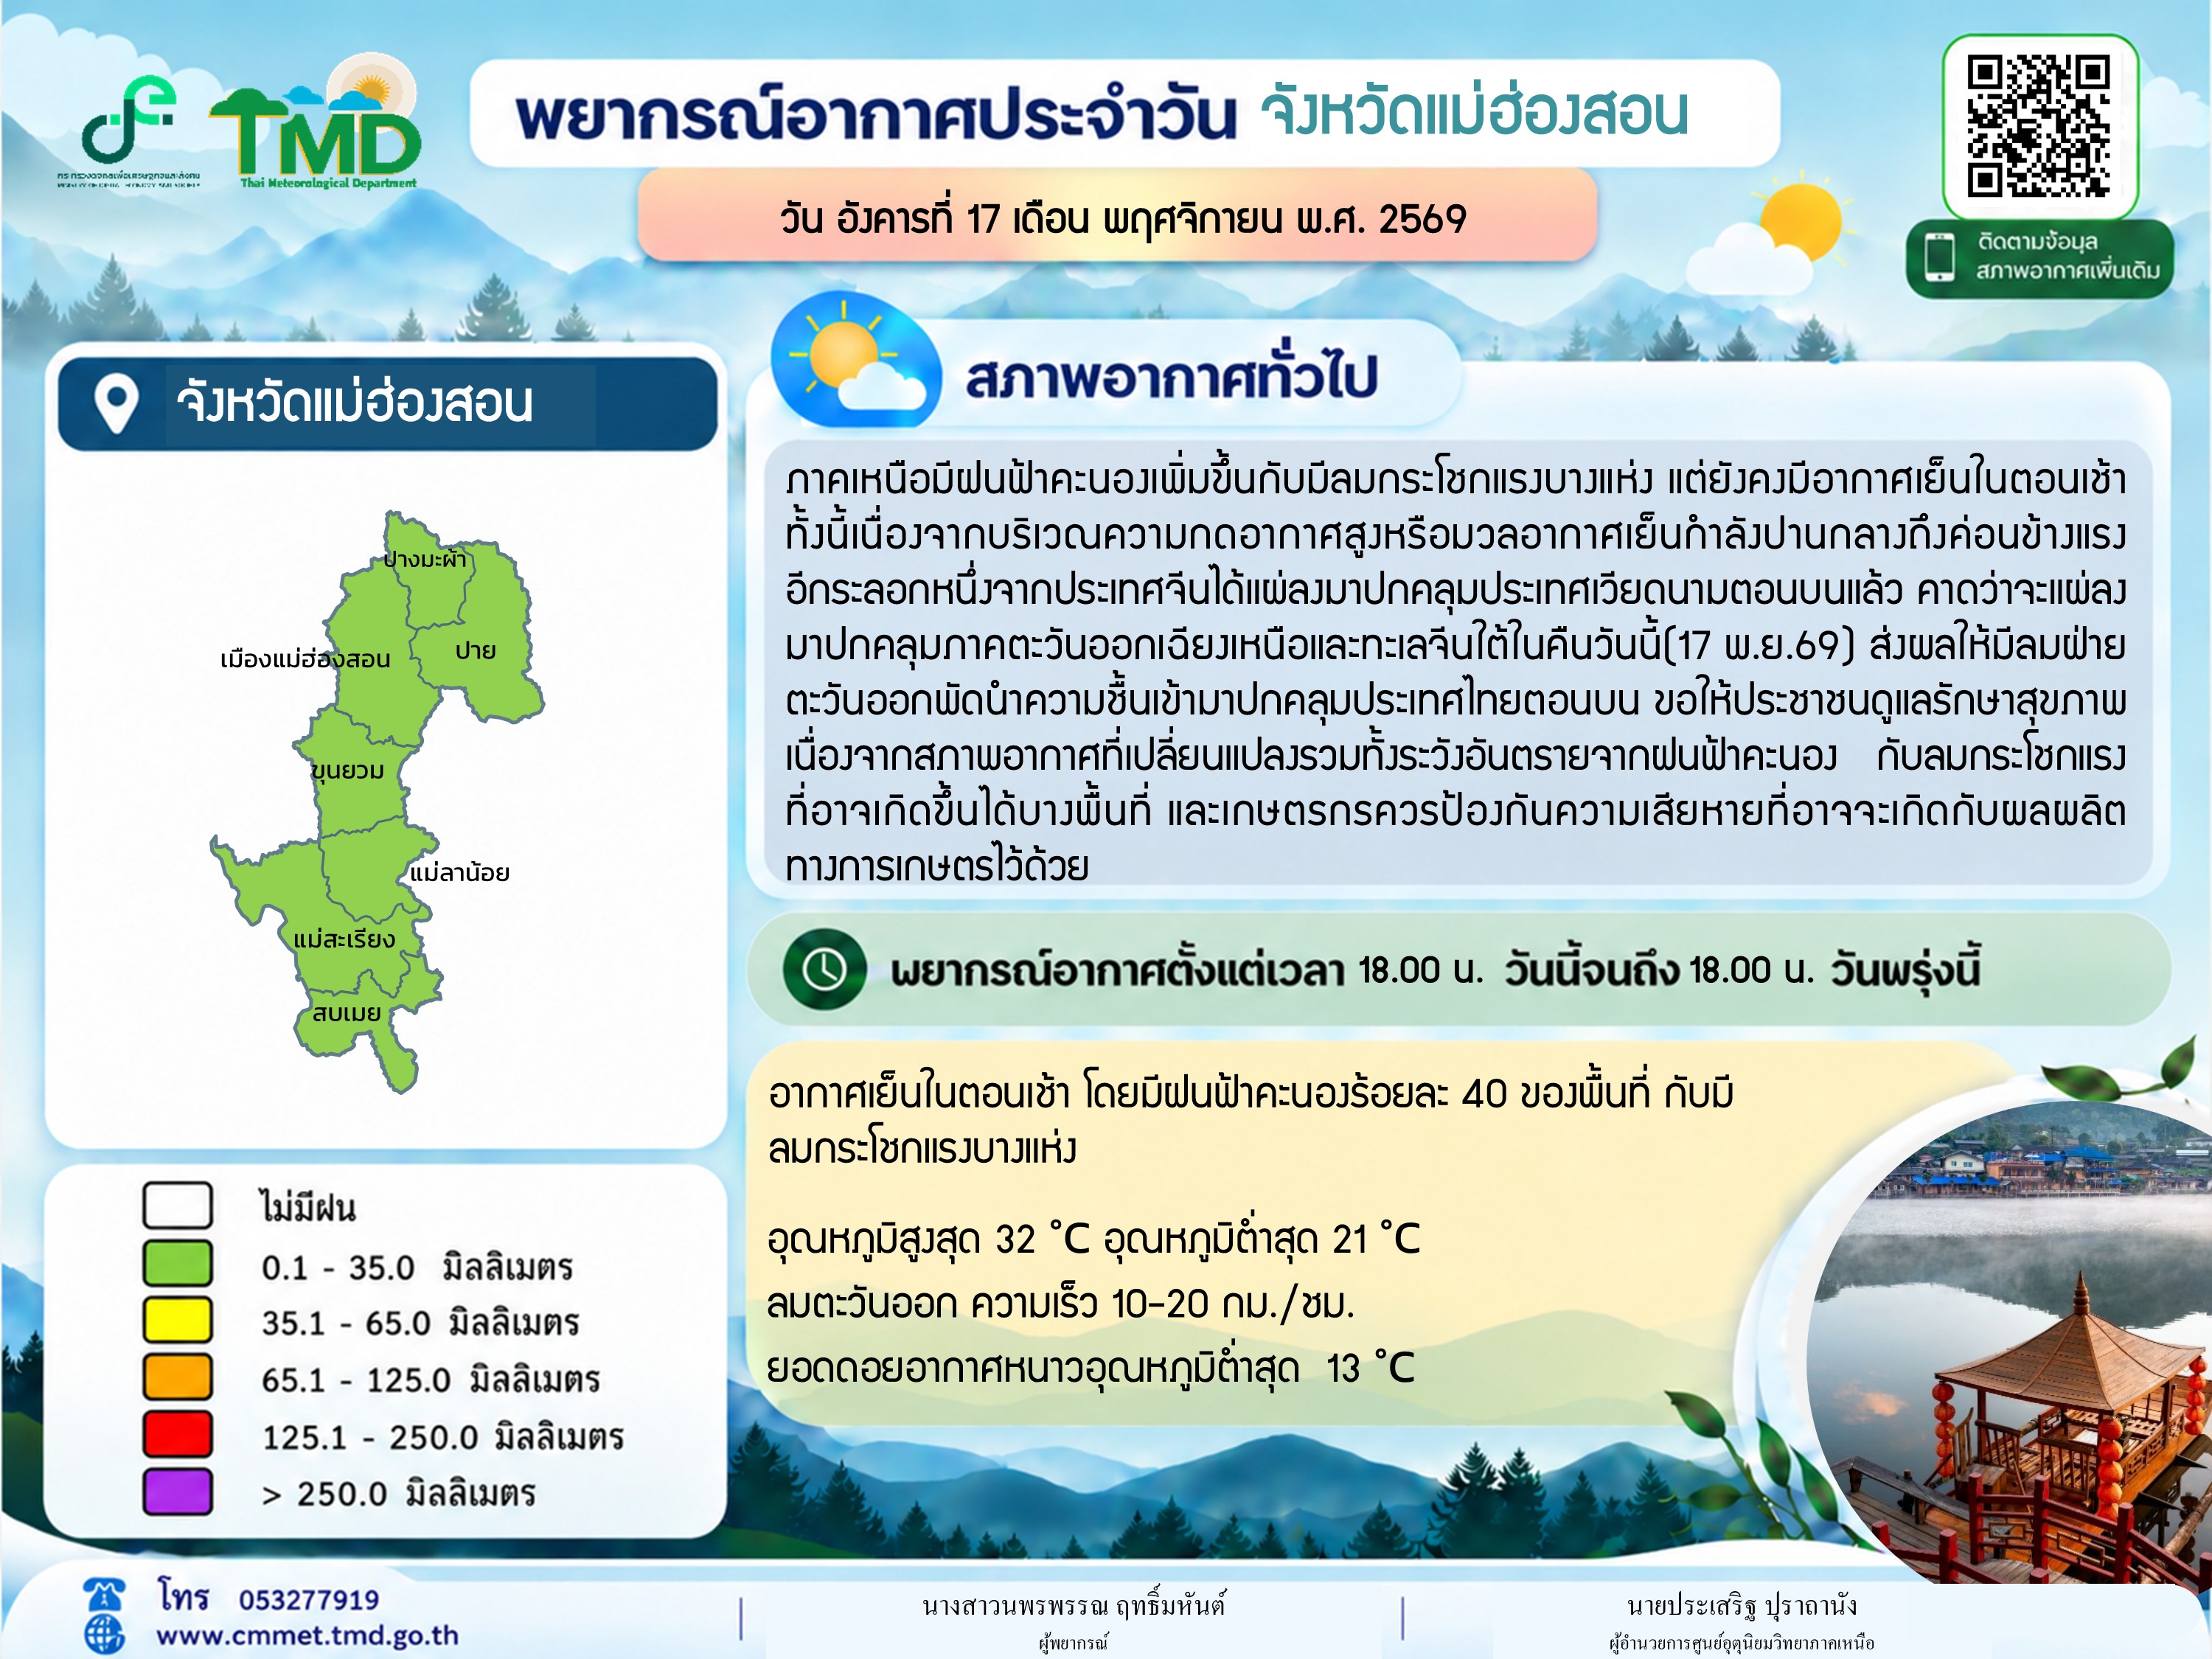 พยากรณ์อากาศประจำวัน จังหวัดแม่ฮ่องสอน
TMD
Thai Meteorological Department
วัน อังคารที่ 17 เดือน พฤศจิกายน พ.ศ. 2569
ติดตามข้อมูล
สภาพอากาศเพิ่มเติม
จังหวัดแม่ฮ่องสอน
ปางมะผ้า
ปาย
เมืองแม่ฮ่องสอน
ขุนยวม
แม่ลาน้อย
แม่สะเรียง
สบเมย
ไม่มีฝน
0.1 - 35.0 มิลลิเมตร
35.1 - 65.0 มิลลิเมตร
65.1 - 125.0 มิลลิเมตร
125.1 - 250.0 มิลลิเมตร
> 250.0 มิลลิเมตร
สภาพอากาศทั่วไป
ภาคเหนือมีฝนฟ้าคะนองเพิ่มขึ้นกับมีลมกระโชกแรงบางแห่ง แต่ยังคงมีอากาศเย็นในตอนเช้า
ทั้งนี้เนื่องจากบริเวณความกดอากาศสูงหรือมวลอากาศเย็นกำลังปานกลางถึงค่อนข้างแรง
อีกระลอกหนึ่งจากประเทศจีนได้แผ่ลงมาปกคลุมประเทศเวียดนามตอนบนแล้ว คาดว่าจะแผ่ลง
มาปกคลุมภาคตะวันออกเฉียงเหนือและทะเลจีนใต้ในคืนวันนี้(17 พ.ย.69) ส่งผลให้มีลมฝ่าย
ตะวันออกพัดนำความชื้นเข้ามาปกคลุมประเทศไทยตอนบน ขอให้ประชาชนดูแลรักษาสุขภาพ
เนื่องจากสภาพอากาศที่เปลี่ยนแปลงรวมทั้งระวังอันตรายจากฝนฟ้าคะนอง กับลมกระโชกแรง
ที่อาจเกิดขึ้นได้บางพื้นที่ และเกษตรกรควรป้องกันความเสียหายที่อาจจะเกิดกับผลผลิต
ทางการเกษตรไว้ด้วย
พยากรณ์อากาศตั้งแต่เวลา 18.00 น. วันนี้จนถึง 18.00 น. วันพรุ่งนี้
อากาศเย็นในตอนเช้า โดยมีฝนฟ้าคะนองร้อยละ 40 ของพื้นที่ กับมี
ลมกระโชกแรงบางแห่ง
อุณหภูมิสูงสุด 32 °C อุณหภูมิต่ำสุด 21 °C
ลมตะวันออก ความเร็ว 10-20 กม./ชม.
ยอดดอยอากาศหนาวอุณหภูมิต่ำสุด 13 °C
โทร 053277919
www.cmmet.tmd.go.th
นางสาวนพรพรรณ ฤทธิ์มหันต์
ผู้พยากรณ์
นายประเสริฐ ปุราถานัง
ผู้อำนวยการศูนย์อุตุนิยมวิทยาภาคเหนือ